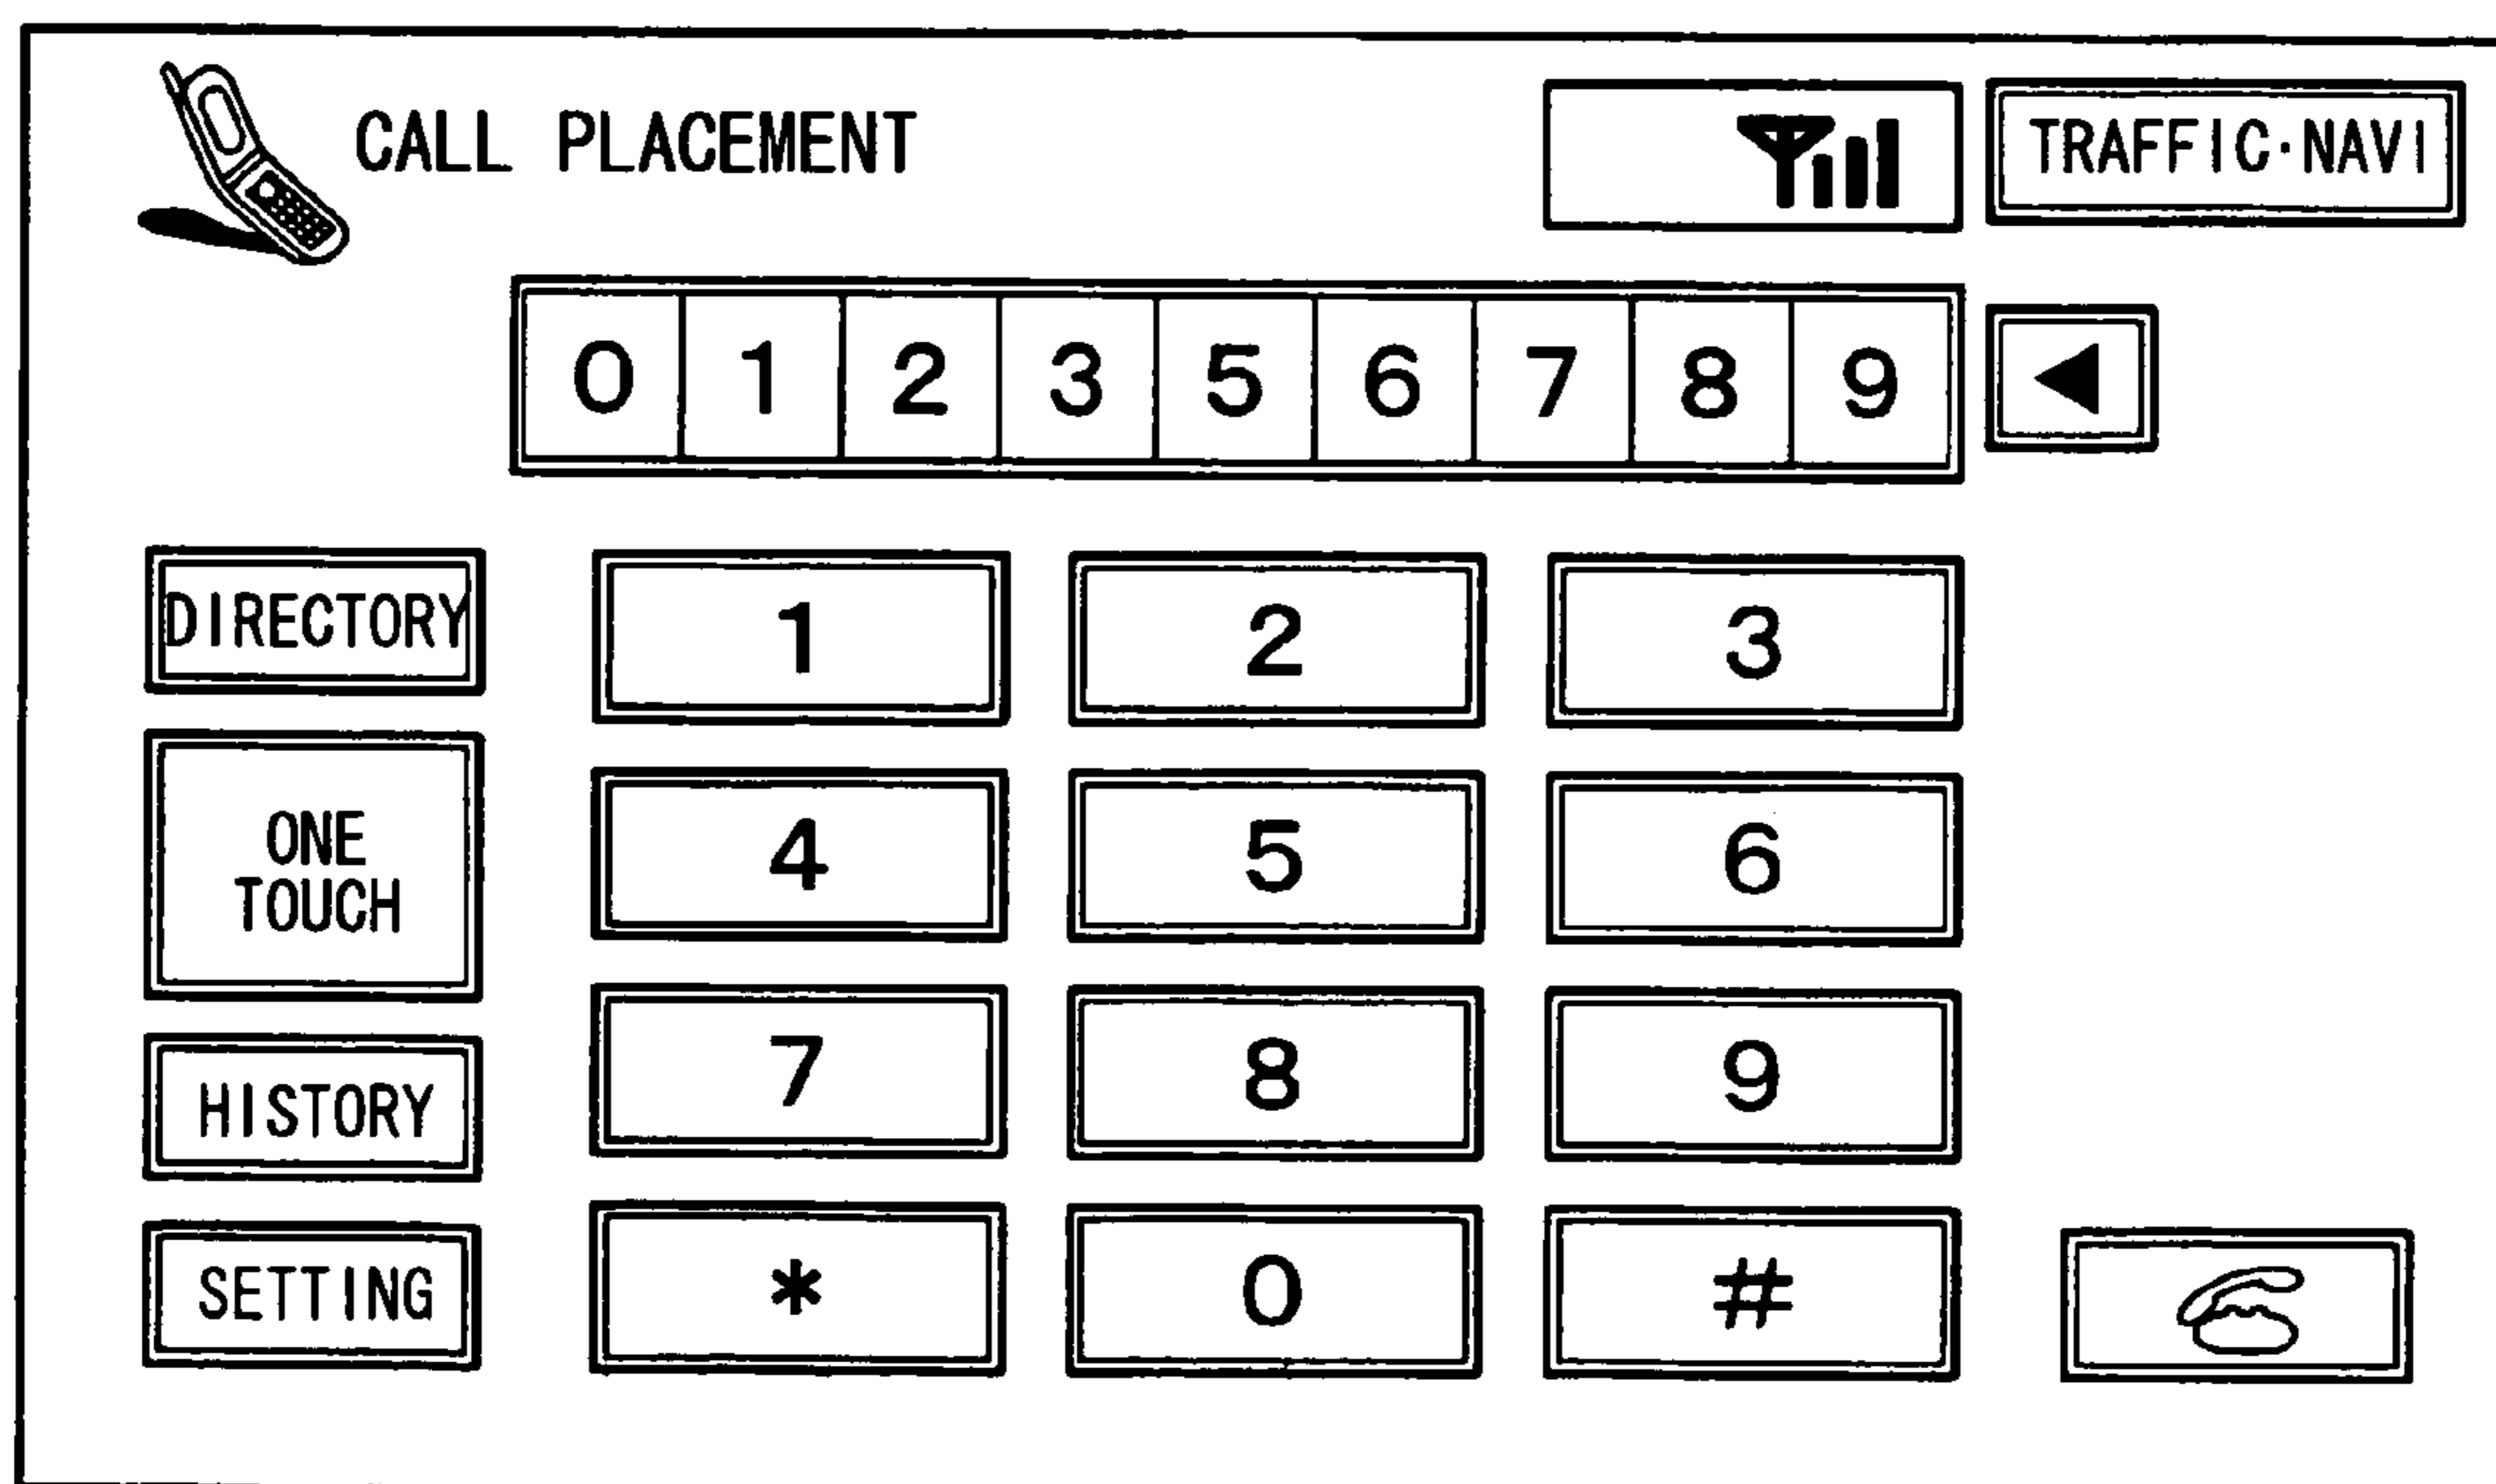 CALL PLACEMENT
TRAFFIC·NAVI
0 1 2 3 5 6 7 8 9
DIRECTORY
1 2 3
ONE
TOUCH
4 5 6
HISTORY
7 8 9
SETTING
* 0 #